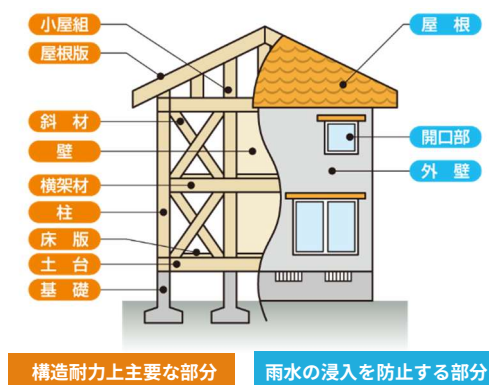 小屋組
屋根版
斜 材
壁
横架材
柱
床 版
土 台
基 礎
屋 根
開口部
外 壁
構造耐力上主要な部分
雨水の浸入を防止する部分